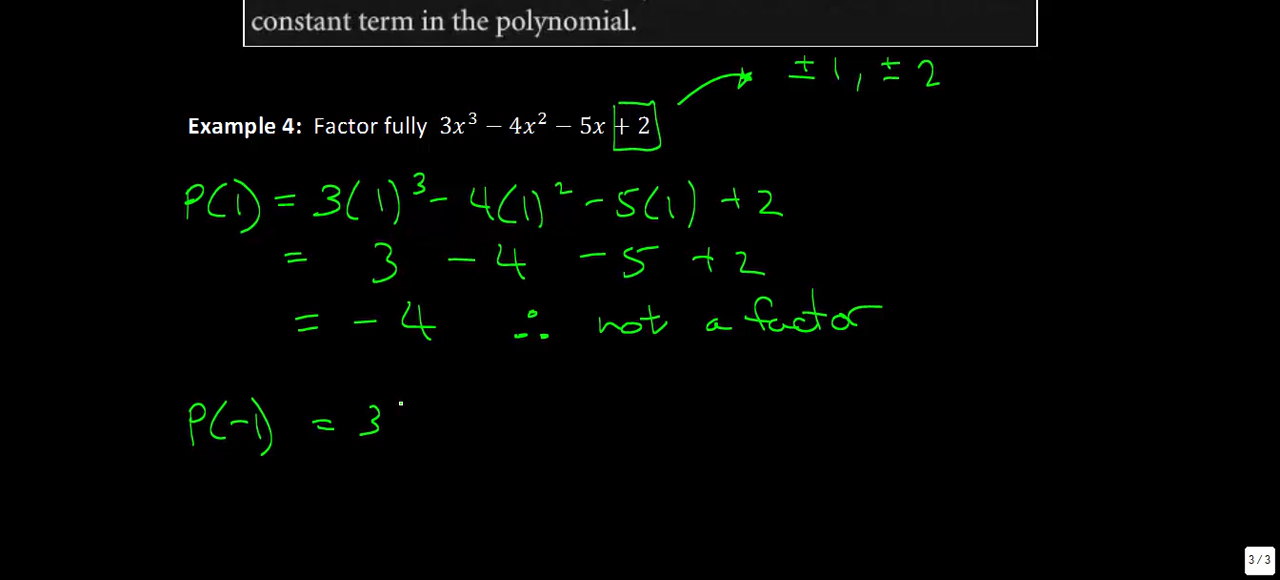 constant term in the polynomial.
± 1, ± 2
Example 4: Factor fully 3x³ − 4x² − 5x + 2
P(1) = 3(1)³ - 4(1)² - 5(1) + 2
= 3 - 4 - 5 + 2
= - 4 ∴ not a factor
P(-1) = 3
3 / 3